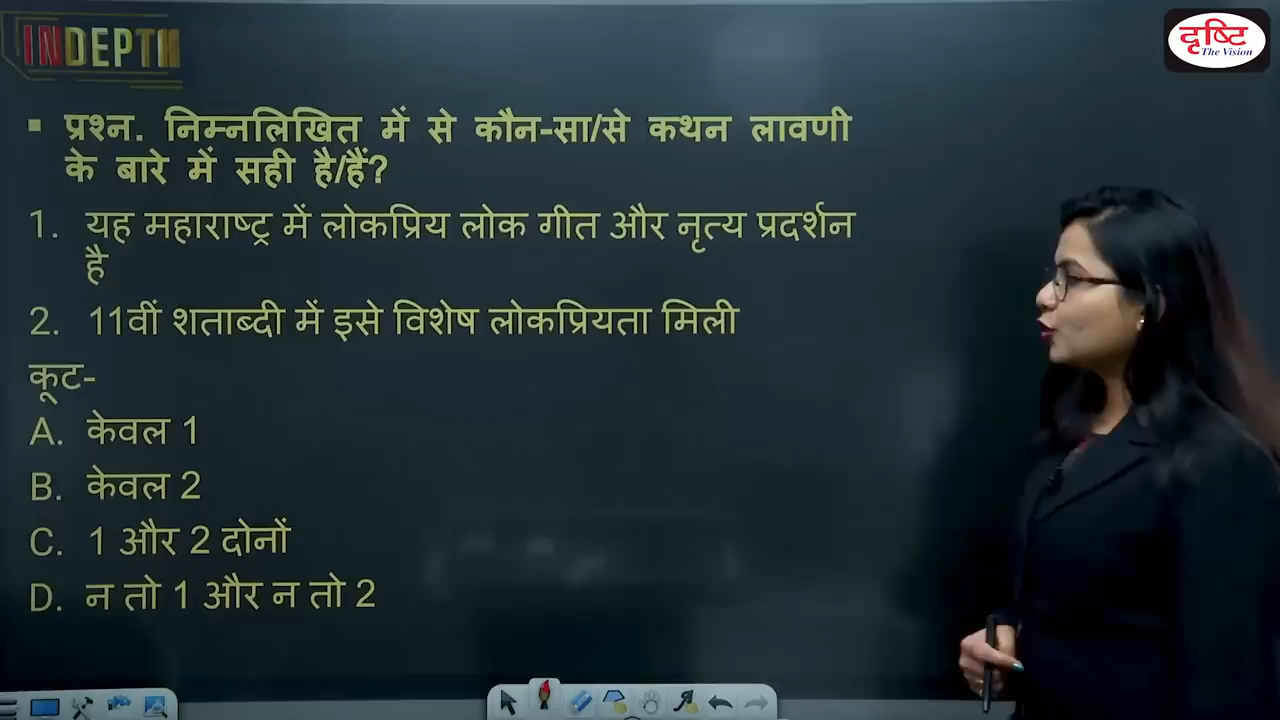 INDEPTH
दृष्टि
The Vision
▪ प्रश्न. निम्नलिखित में से कौन-सा/से कथन लावणी
के बारे में सही है/हैं?
1. यह महाराष्ट्र में लोकप्रिय लोक गीत और नृत्य प्रदर्शन
है
2. 11वीं शताब्दी में इसे विशेष लोकप्रियता मिली
कूट-
A. केवल 1
B. केवल 2
C. 1 और 2 दोनों
D. न तो 1 और न तो 2